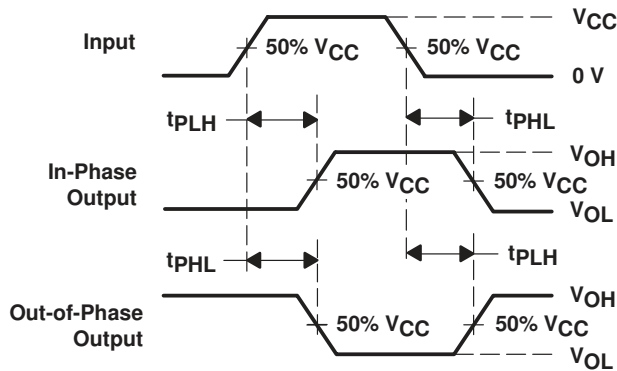 VCC
Input
50% VCC
50% VCC
0 V
tPLH
tPHL
In-Phase
Output
VOH
50% VCC
50% VCC
VOL
tPHL
tPLH
Out-of-Phase
Output
VOH
50% VCC
50% VCC
VOL